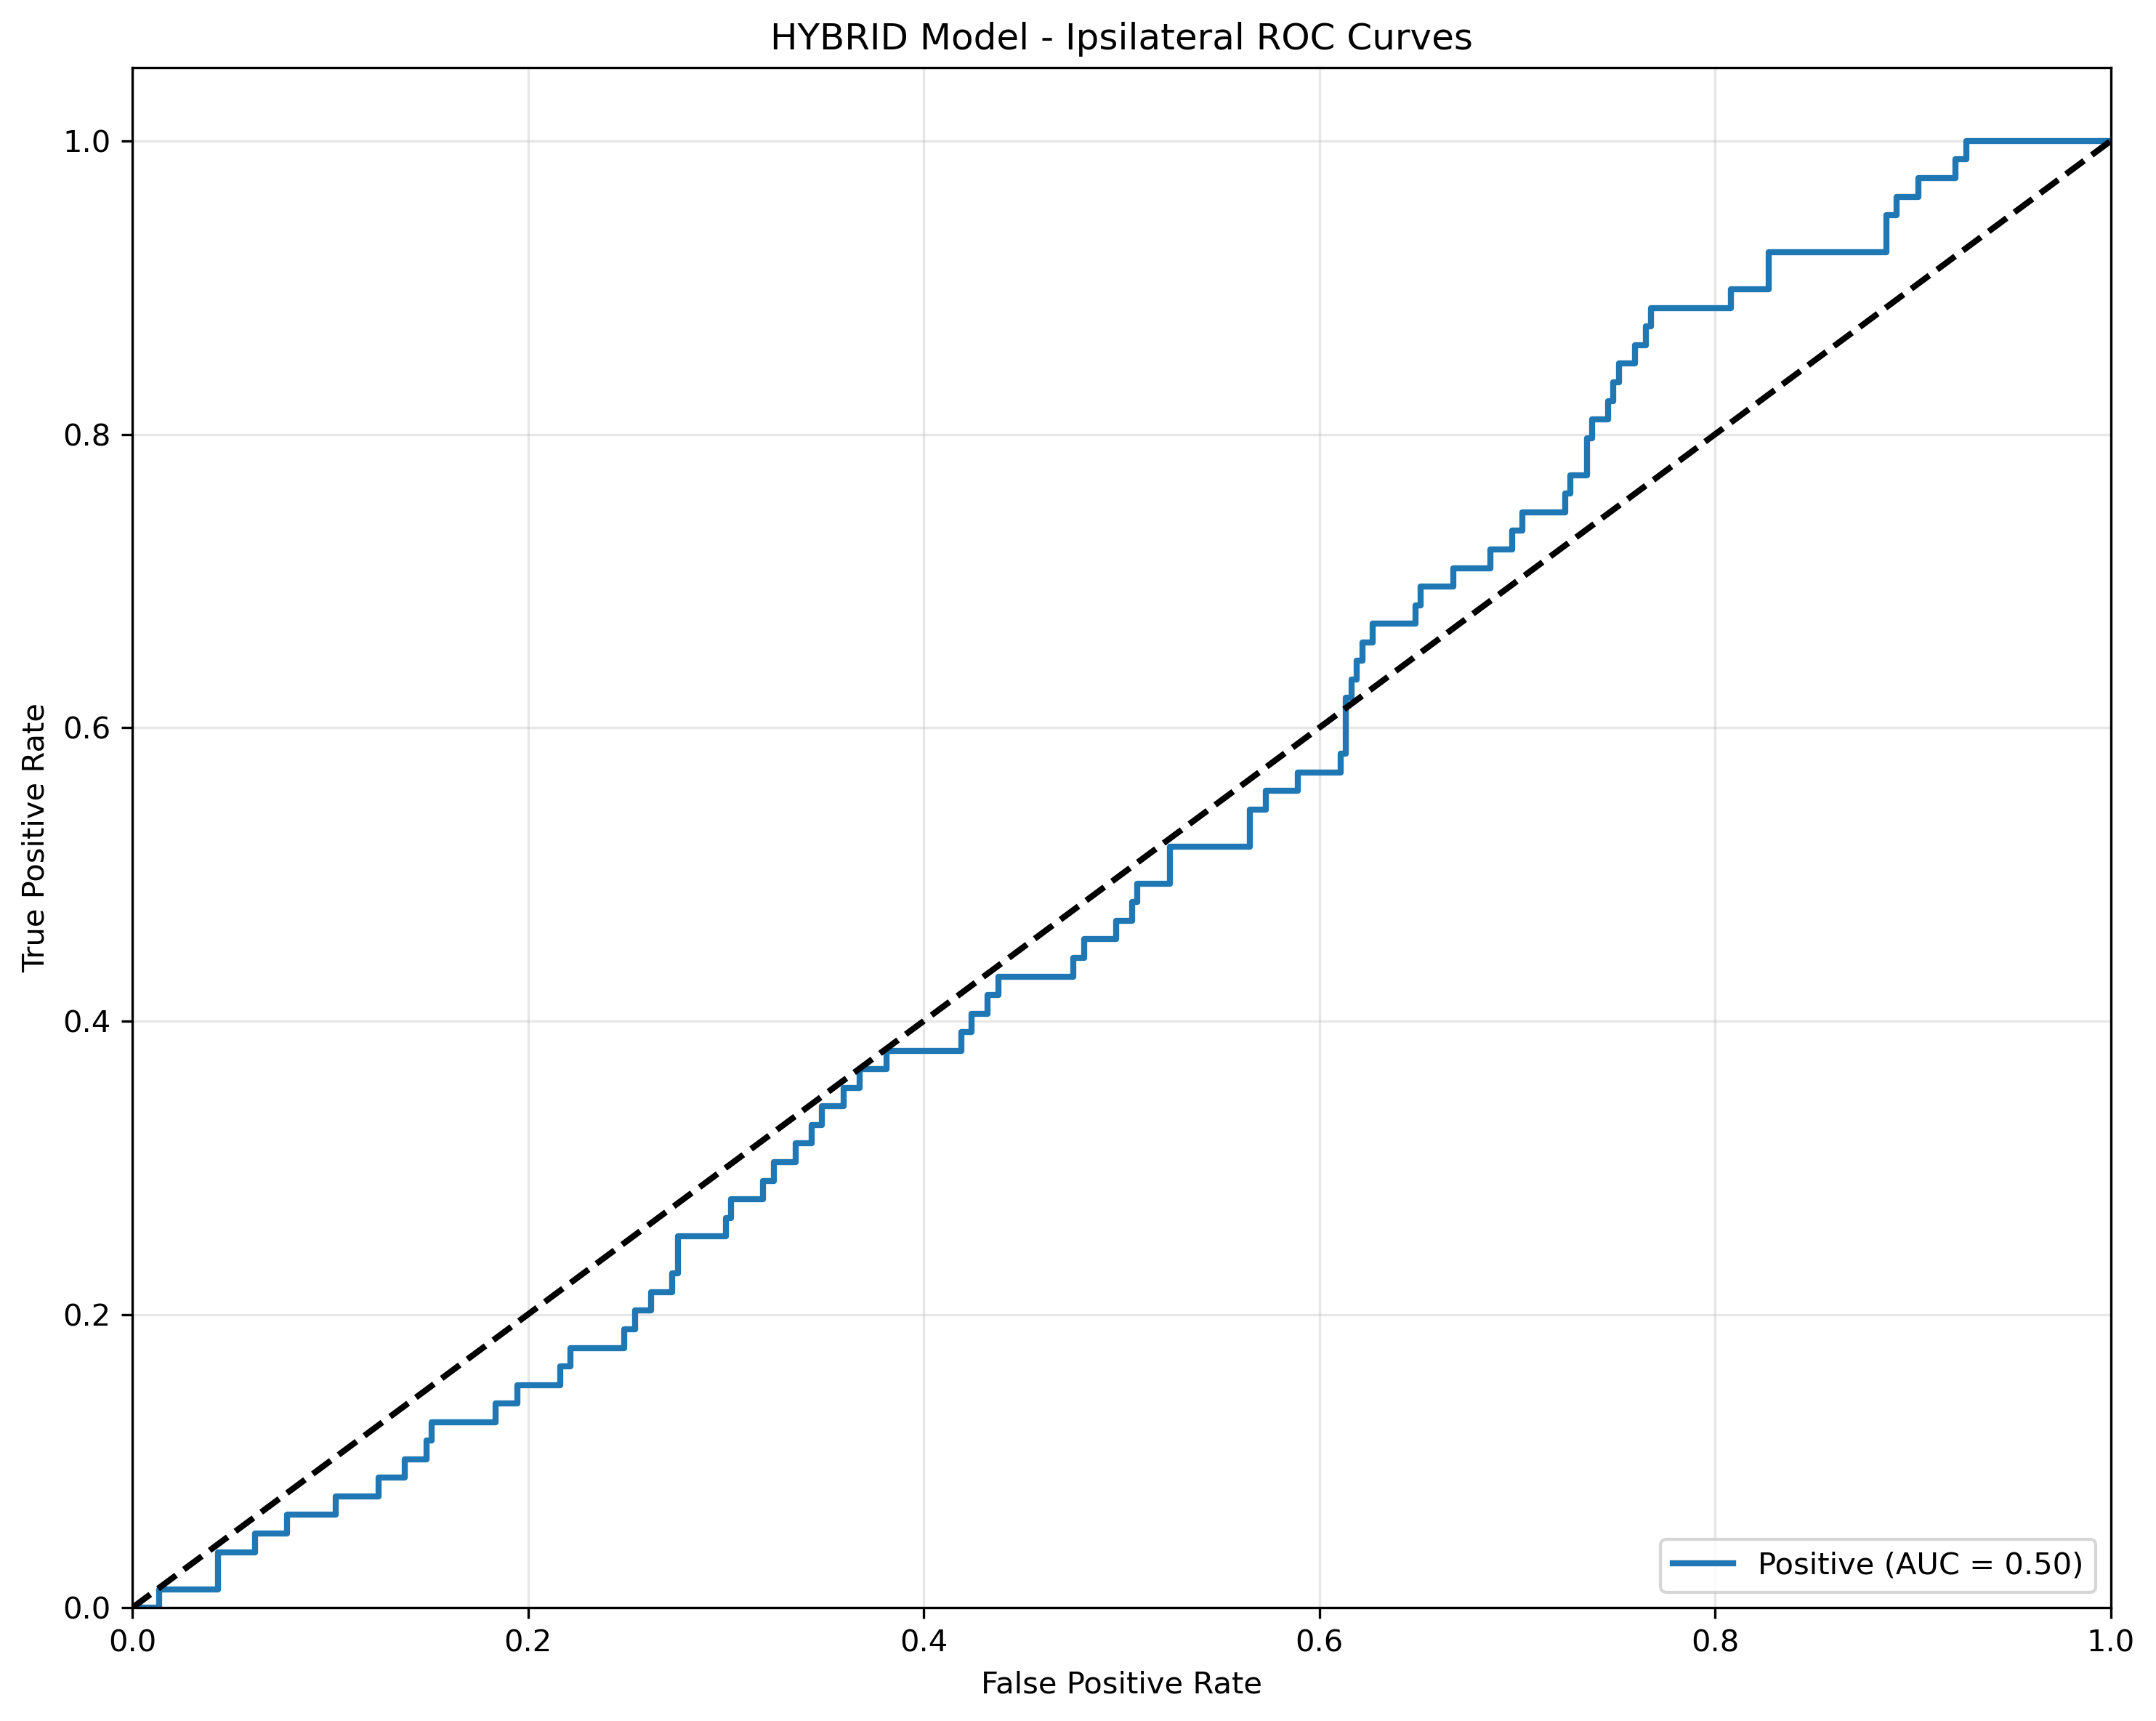 HYBRID Model - Ipsilateral ROC Curves
True Positive Rate
1.0
0.8
0.6
0.4
0.2
0.0
0.0 0.2 0.4 0.6 0.8 1.0
False Positive Rate
Positive (AUC = 0.50)